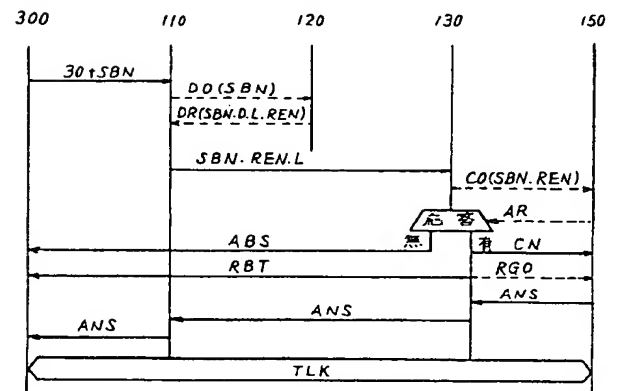 300 110 120 130 150
30+SBN
DO(SBN)
DR(SBN.D.L.REN)
SBN.REN.L
CO(SBN.REN)
応答
AR
無
有
ABS
CN
RBT
RGO
ANS
ANS
ANS
TLK